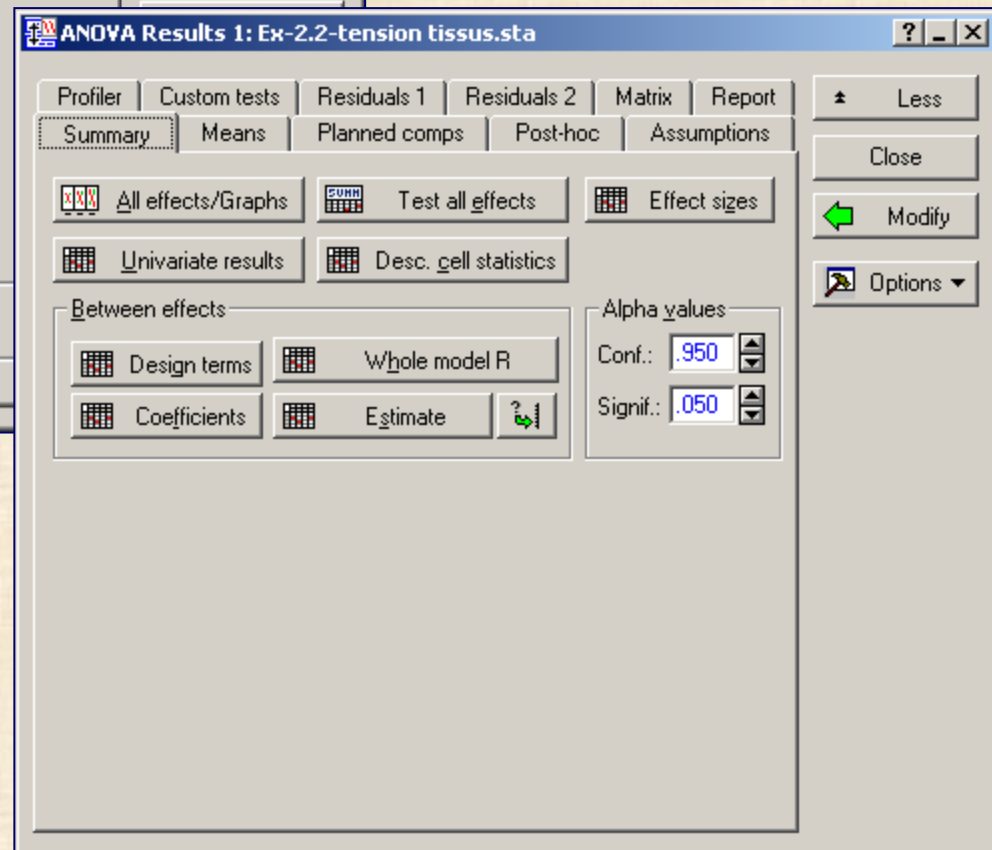 ANOVA Results 1: Ex-2.2-tension tissus.sta
Profiler Custom tests Residuals 1 Residuals 2 Matrix Report
Summary Means Planned comps Post-hoc Assumptions
Less
Close
Modify
Options
All effects/Graphs Test all effects Effect sizes
Univariate results Desc. cell statistics
Between effects
Design terms Whole model R
Coefficients Estimate
Alpha values
Conf.: .950
Signif.: .050